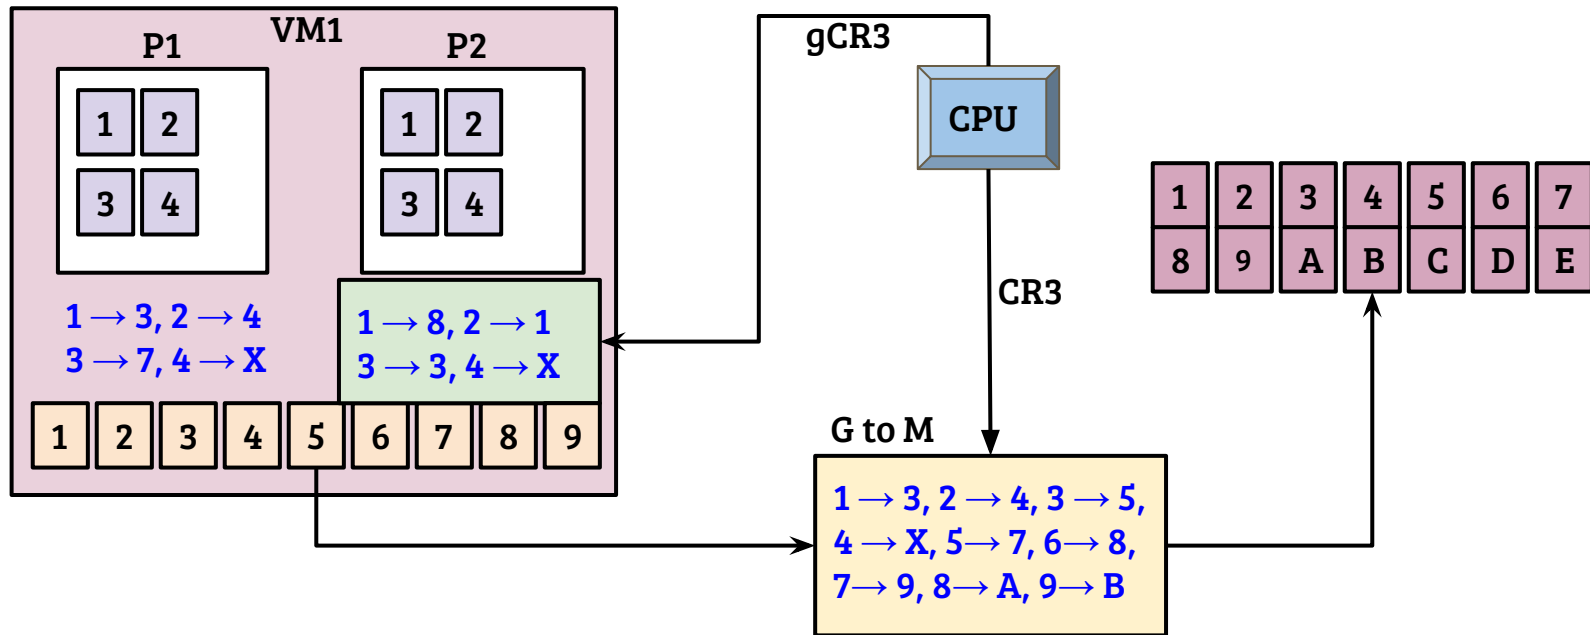 VM1
P1
P2
1 2
3 4
1 2
3 4
1 → 3, 2 → 4
3 → 7, 4 → X
1 → 8, 2 → 1
3 → 3, 4 → X
1 2 3 4 5 6 7 8 9
gCR3
CPU
CR3
G to M
1 → 3, 2 → 4, 3 → 5,
4 → X, 5→ 7, 6→ 8,
7→ 9, 8→ A, 9→ B
1 2 3 4 5 6 7
8 9 A B C D E